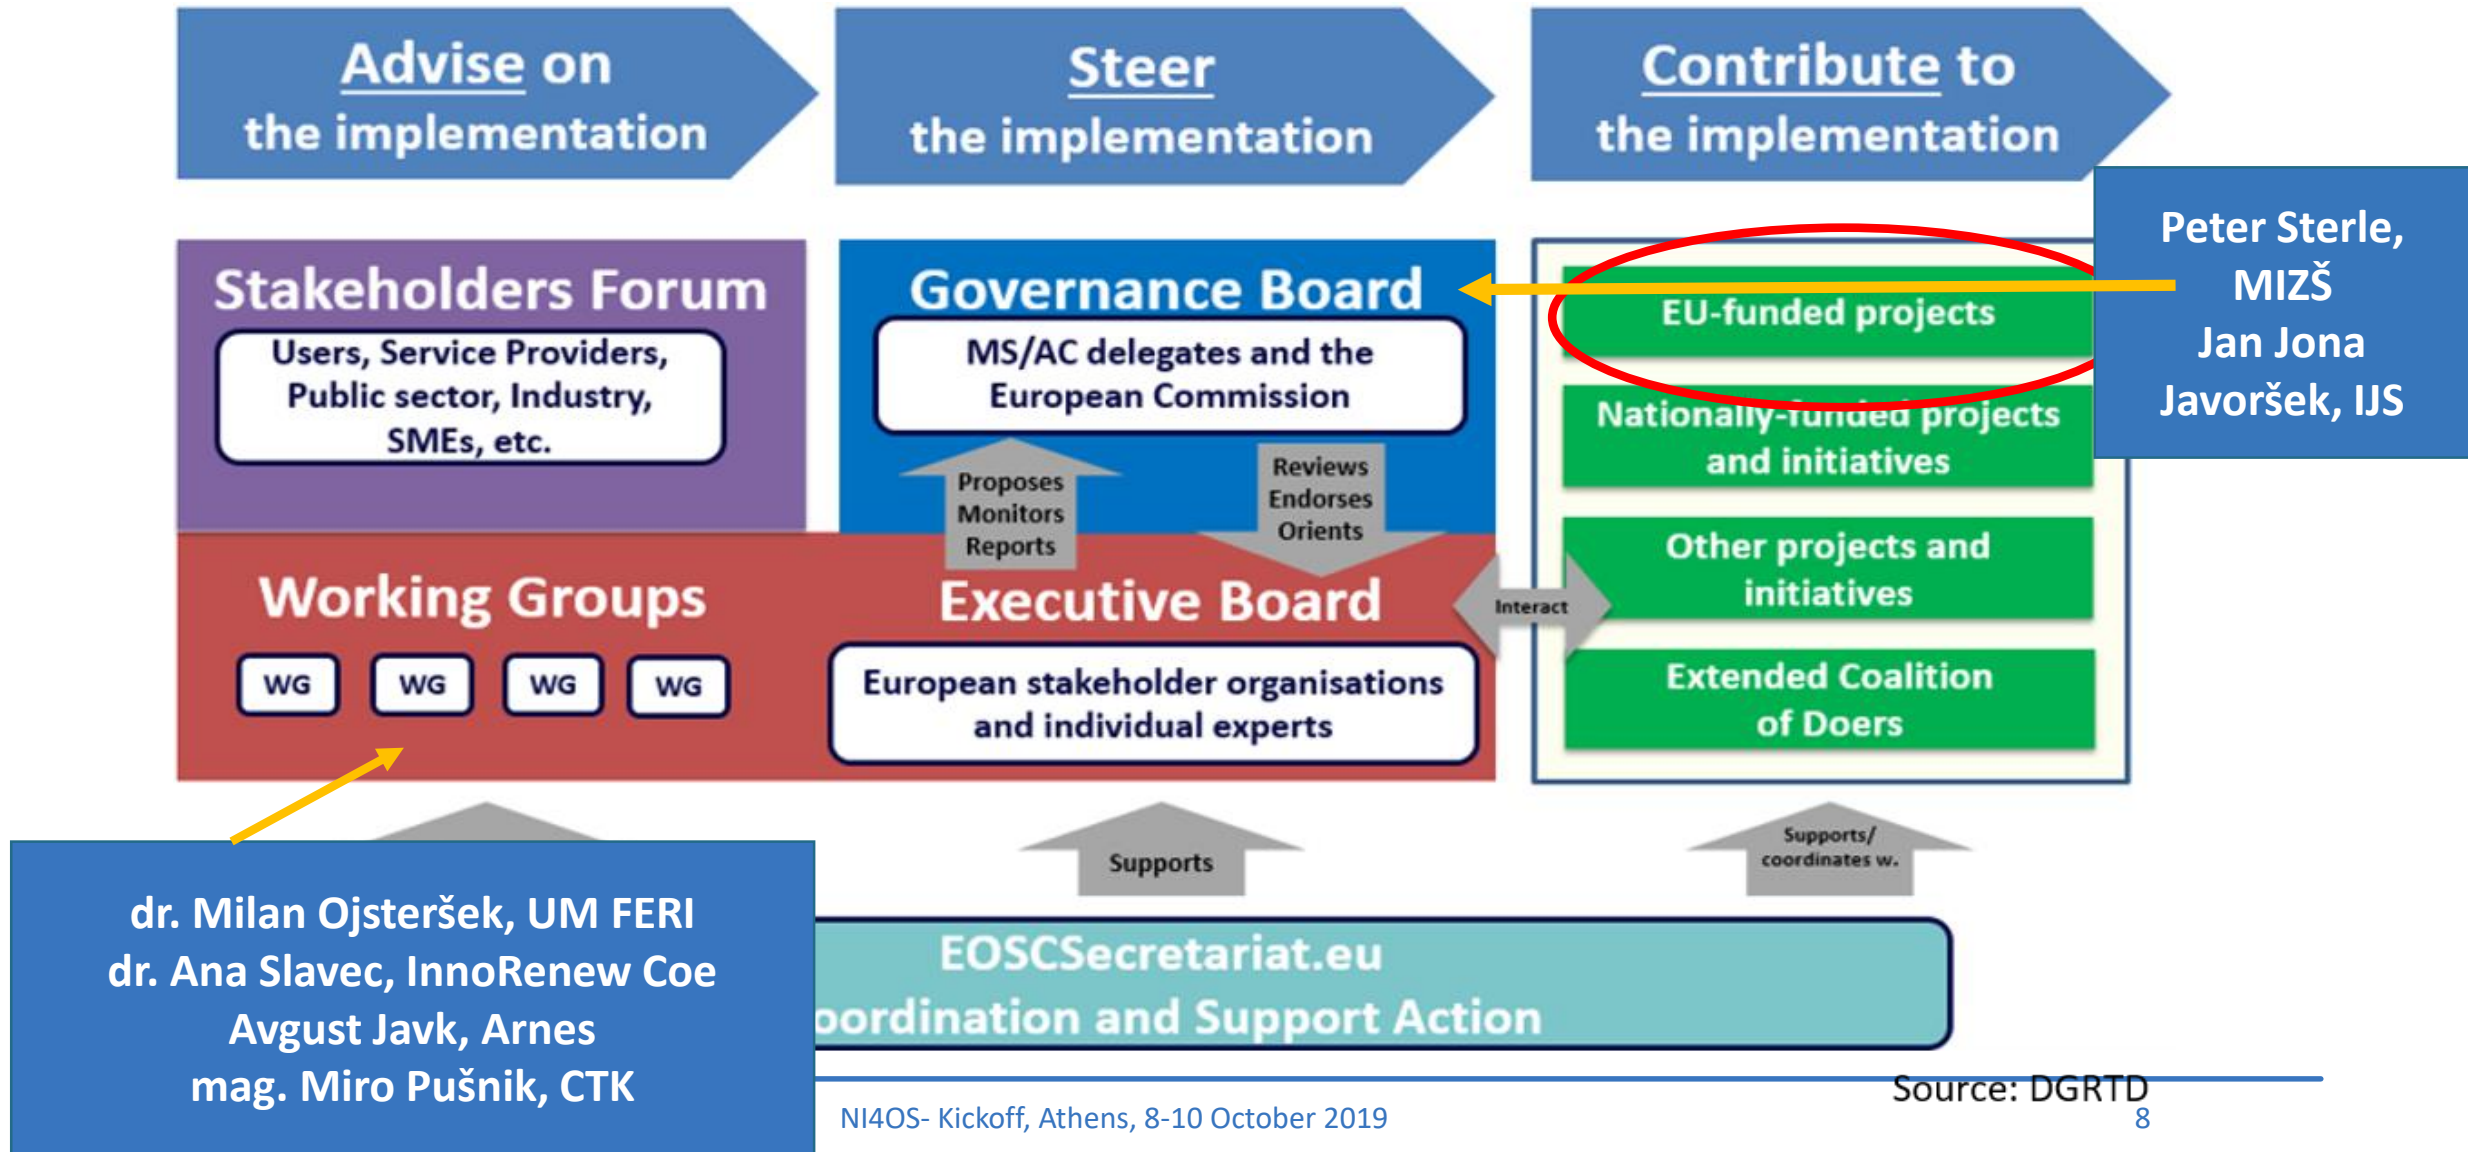 Advise on
the implementation
Steer
the implementation
Contribute to
the implementation
Stakeholders Forum
Users, Service Providers,
Public sector, Industry,
SMEs, etc.
Governance Board
MS/AC delegates and the
European Commission
Proposes
Monitors
Reports
Reviews
Endorses
Orients
EU-funded projects
Nationally-funded projects
and initiatives
Other projects and
initiatives
Extended Coalition
of Doers
Peter Sterle,
MIZŠ
Jan Jona
Javoršek, IJS
Working Groups
WG WG WG WG
Executive Board
European stakeholder organisations
and individual experts
Interact
Supports
Supports/
coordinates w.
dr. Milan Ojsteršek, UM FERI
dr. Ana Slavec, InnoRenew Coe
Avgust Javk, Arnes
mag. Miro Pušnik, CTK
EOSCSecretariat.eu
oordination and Support Action
Source: DGRTD
NI4OS- Kickoff, Athens, 8-10 October 2019
8